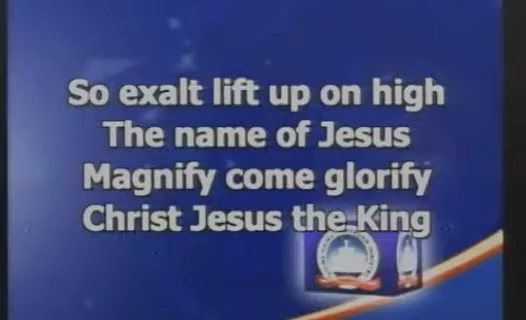 So exalt lift up on high
The name of Jesus
Magnify come glorify
Christ Jesus the King